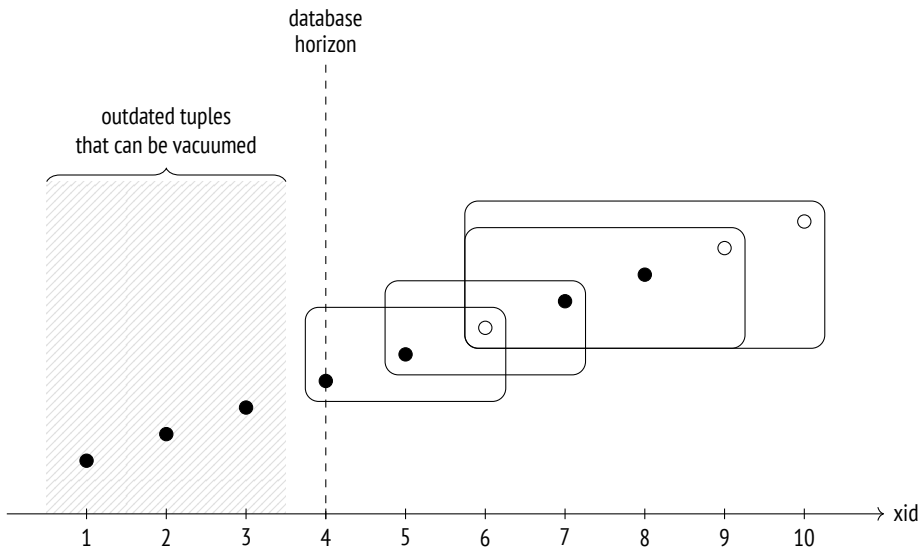 database
horizon
outdated tuples
that can be vacuumed
xid
1 2 3 4 5 6 7 8 9 10